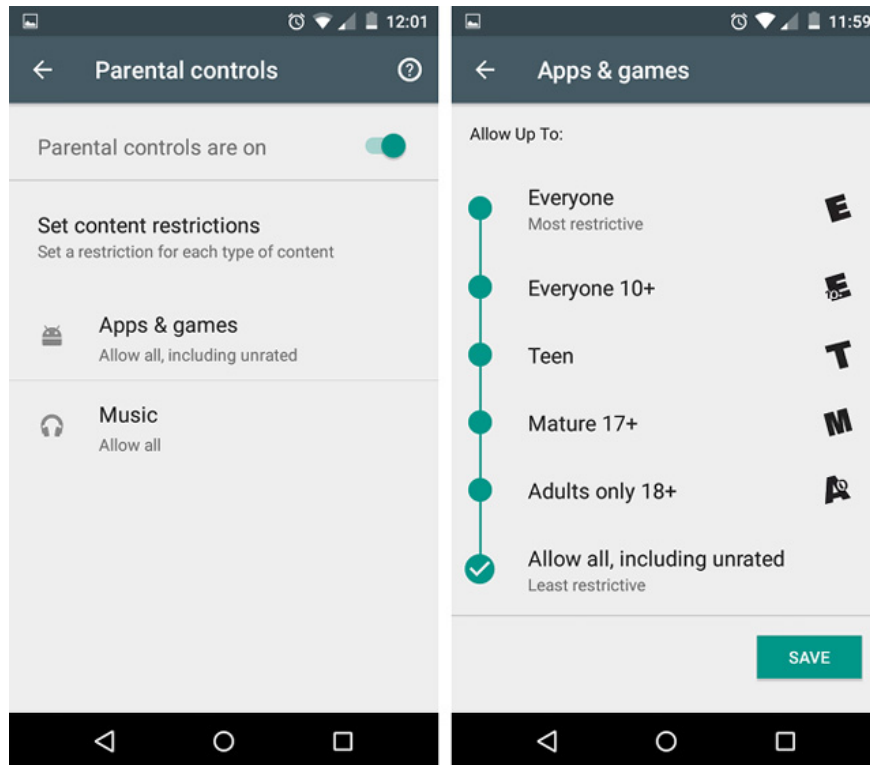 12:01
Parental controls
Parental controls are on
Set content restrictions
Set a restriction for each type of content
Apps & games
Allow all, including unrated
Music
Allow all
11:59
Apps & games
Allow Up To:
Everyone
Most restrictive
E
Everyone 10+
E
10+
Teen
T
Mature 17+
M
Adults only 18+
A
Allow all, including unrated
Least restrictive
SAVE